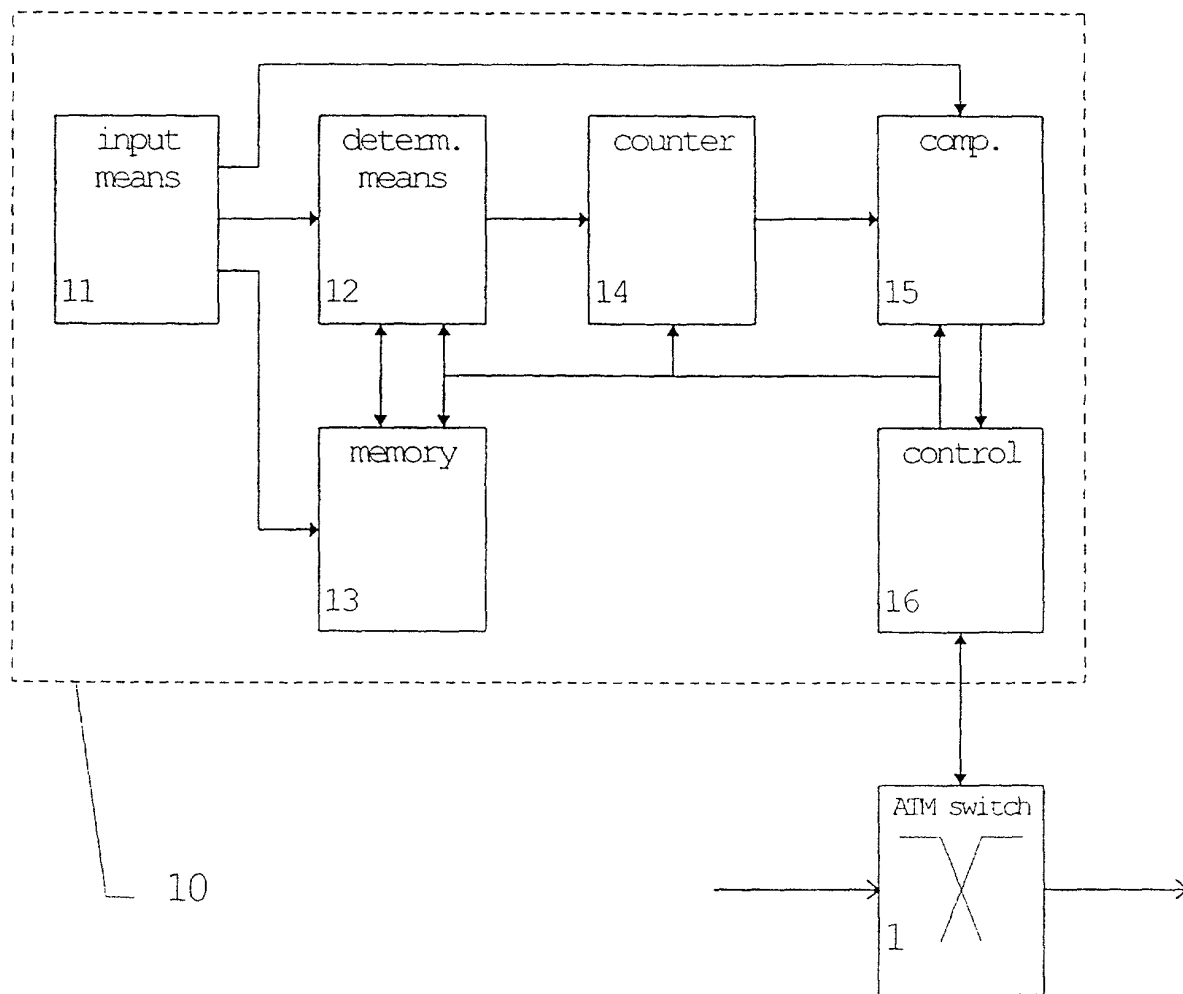 input
means
11
determ.
means
12
counter
14
comp.
15
memory
13
control
16
ATM switch
1
10